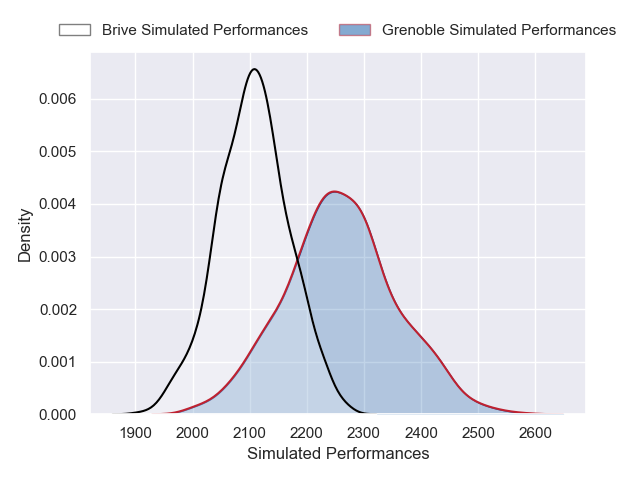 Brive Simulated Performances Grenoble Simulated Performances
0.006
0.005
0.004
0.003
0.002
0.001
0.000
Density
1900 2000 2100 2200 2300 2400 2500 2600
Simulated Performances